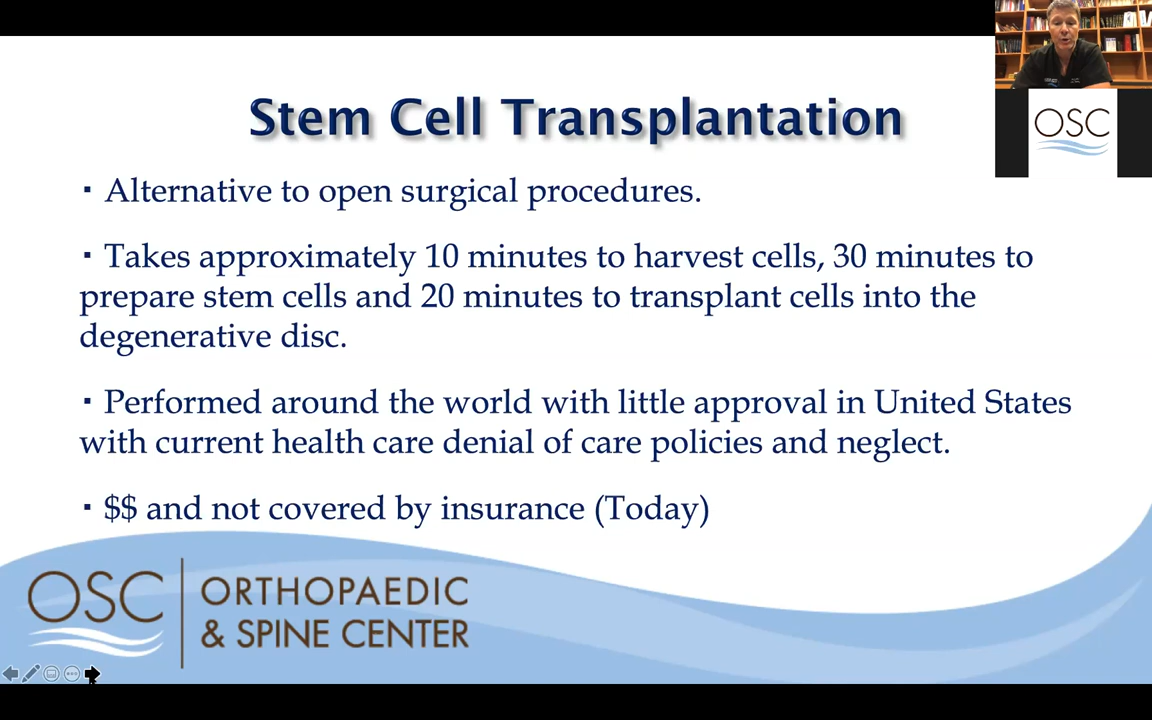 Stem Cell Transplantation
OSC
▪ Alternative to open surgical procedures.
▪ Takes approximately 10 minutes to harvest cells, 30 minutes to
prepare stem cells and 20 minutes to transplant cells into the
degenerative disc.
▪ Performed around the world with little approval in United States
with current health care denial of care policies and neglect.
▪ $$ and not covered by insurance (Today)
OSC
ORTHOPAEDIC
& SPINE CENTER